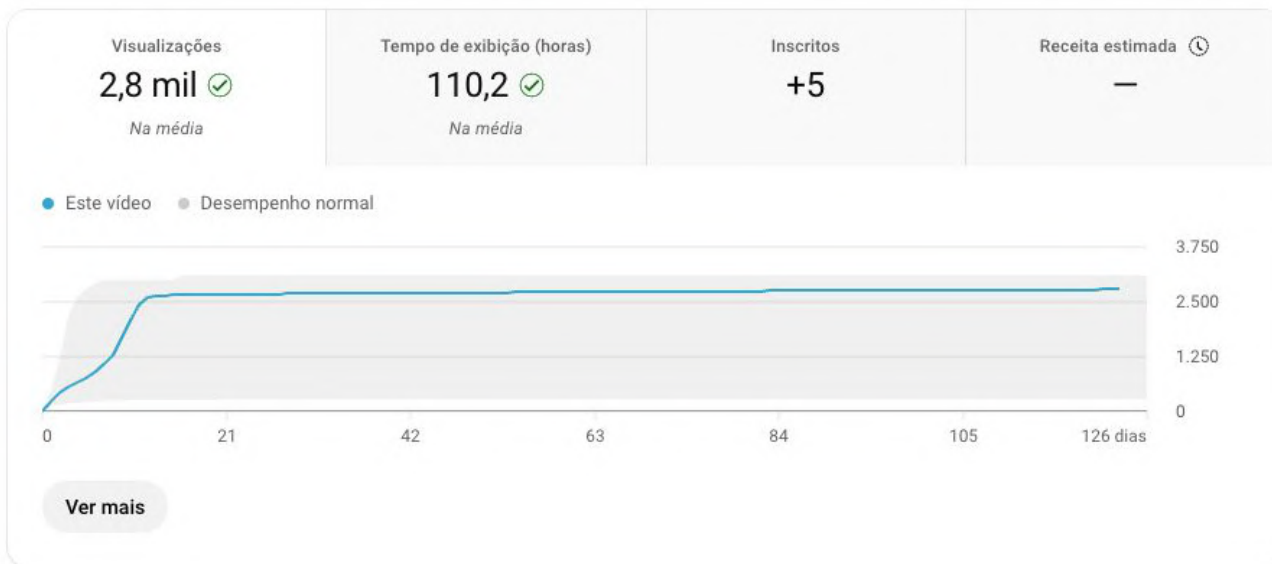 Visualizações
2,8 mil
Na média
Tempo de exibição (horas)
110,2
Na média
Inscritos
+5
Receita estimada
—
Este vídeo
Desempenho normal
3.750
2.500
1.250
0
0
21
42
63
84
105
126 dias
Ver mais